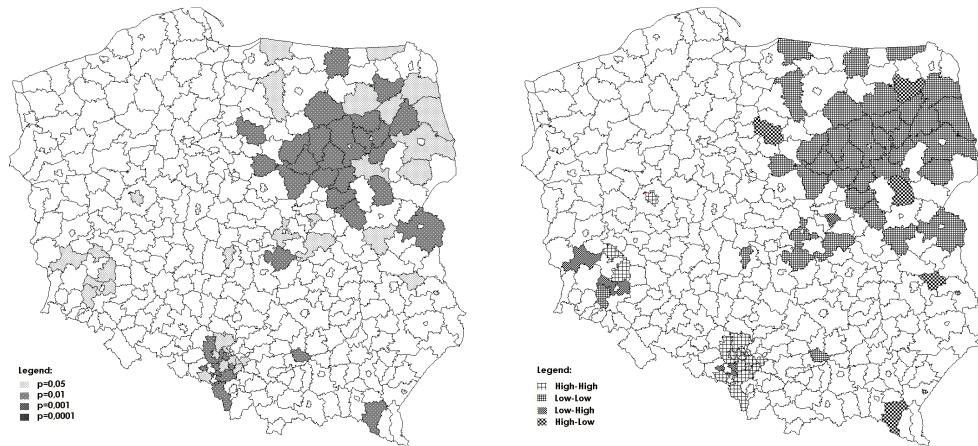 Legend:
p=0,05
p=0,01
p=0,001
p=0,0001
Legend:
High-High
Low-Low
Low-High
High-Low